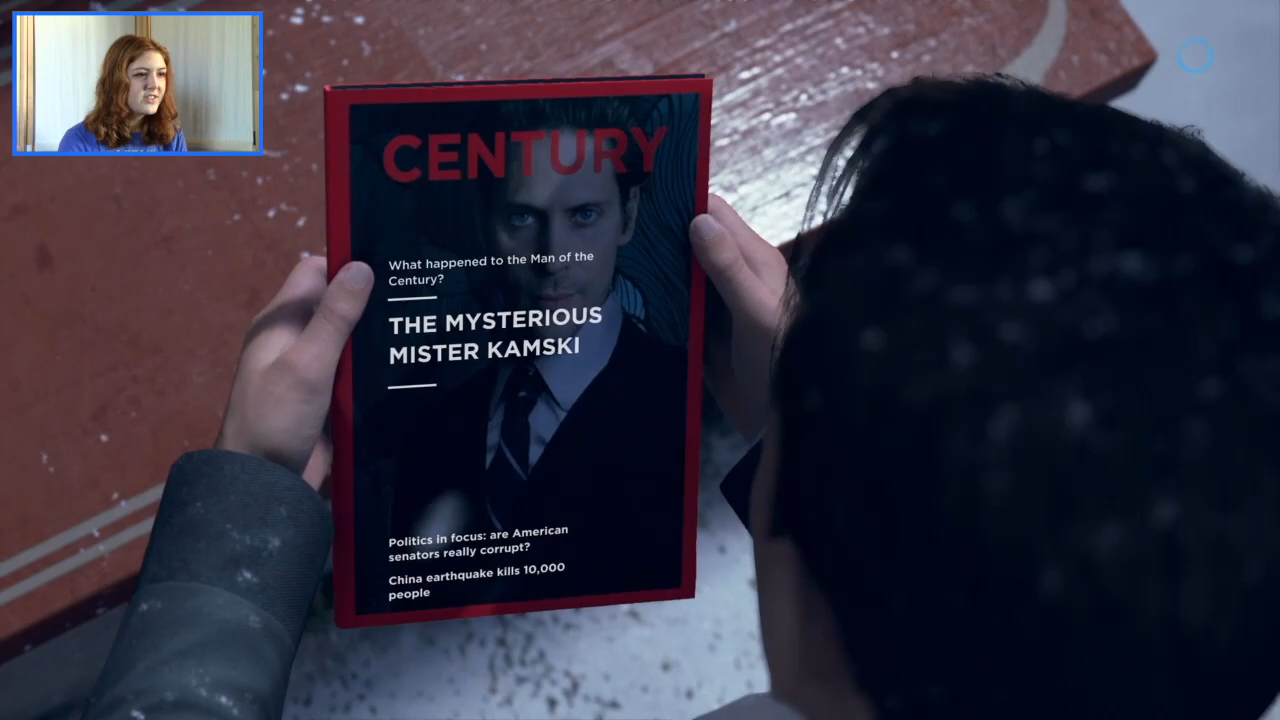 CENTURY
What happened to the Man of the
Century?
THE MYSTERIOUS
MISTER KAMSKI
Politics in focus: are American
senators really corrupt?
China earthquake kills 10,000
people